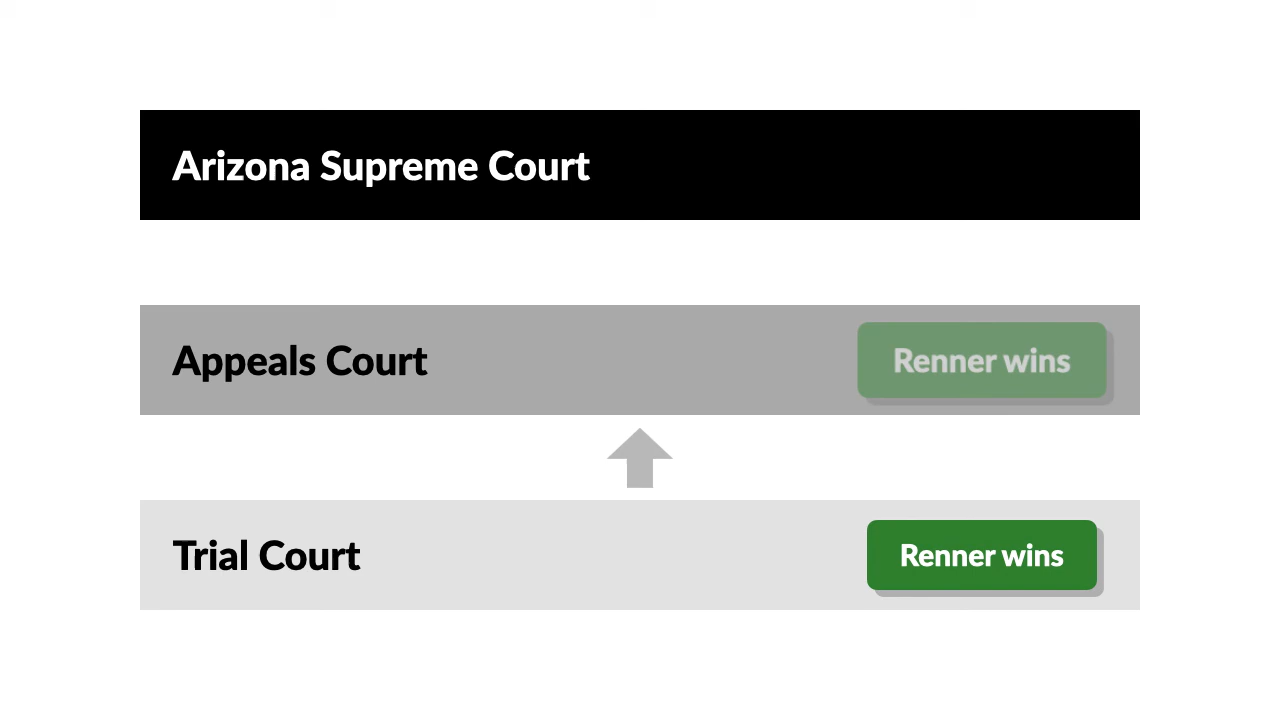 Arizona Supreme Court
Appeals Court
Renner wins
Trial Court
Renner wins